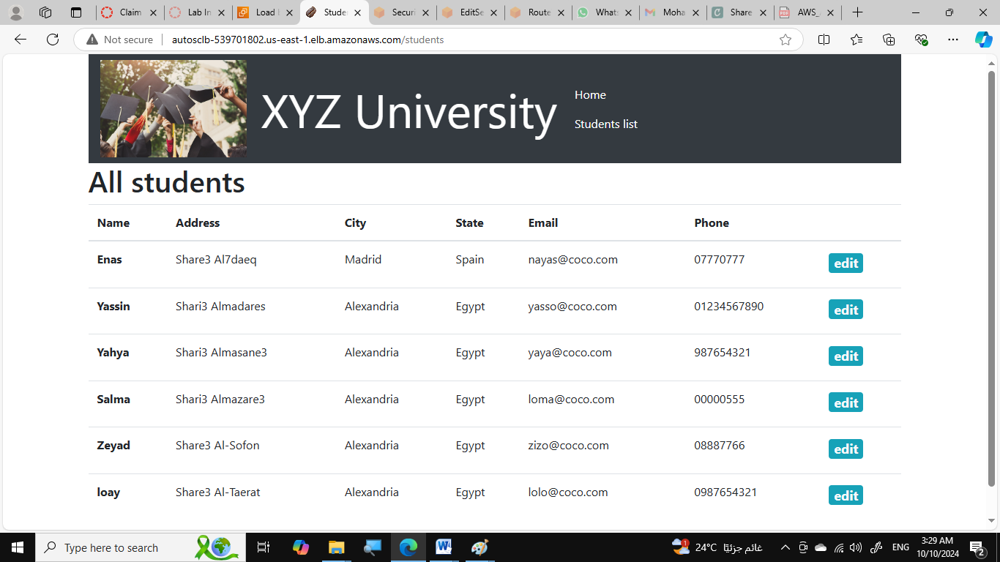 Claim
Lab In
Load
Stude
Securi
EditSe
Route
Whats
Moha
Share
AWS_
Not secure
autosclb-539701802.us-east-1.elb.amazonaws.com/students
XYZ University
Home
Students list
All students
Name Address City State Email Phone
Enas Share3 Al7daeq Madrid Spain nayas@coco.com 07770777 edit
Yassin Shari3 Almadares Alexandria Egypt yasso@coco.com 01234567890 edit
Yahya Shari3 Almasane3 Alexandria Egypt yaya@coco.com 987654321 edit
Salma Shari3 Almazare3 Alexandria Egypt loma@coco.com 00000555 edit
Zeyad Share3 Al-Sofon Alexandria Egypt zizo@coco.com 08887766 edit
loay Share3 Al-Taerat Alexandria Egypt lolo@coco.com 0987654321 edit
Type here to search
1
24°C غائم جزئيًا
ENG
3:29 AM
10/10/2024
2